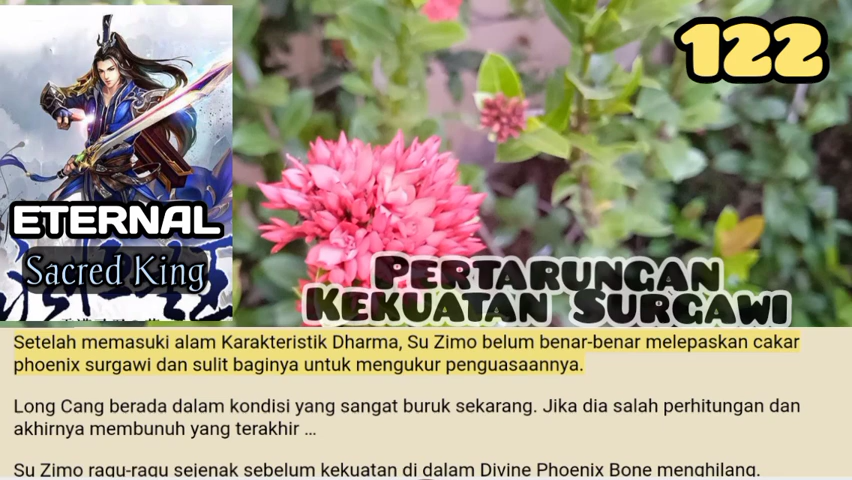 122
ETERNAL
Sacred King
PERTARUNGAN
KEKUATAN SURGAWI
Setelah memasuki alam Karakteristik Dharma, Su Zimo belum benar-benar melepaskan cakar
phoenix surgawi dan sulit baginya untuk mengukur penguasaannya.
Long Cang berada dalam kondisi yang sangat buruk sekarang. Jika dia salah perhitungan dan
akhirnya membunuh yang terakhir ...
Su Zimo ragu-ragu sejenak sebelum kekuatan di dalam Divine Phoenix Bone menghilang.